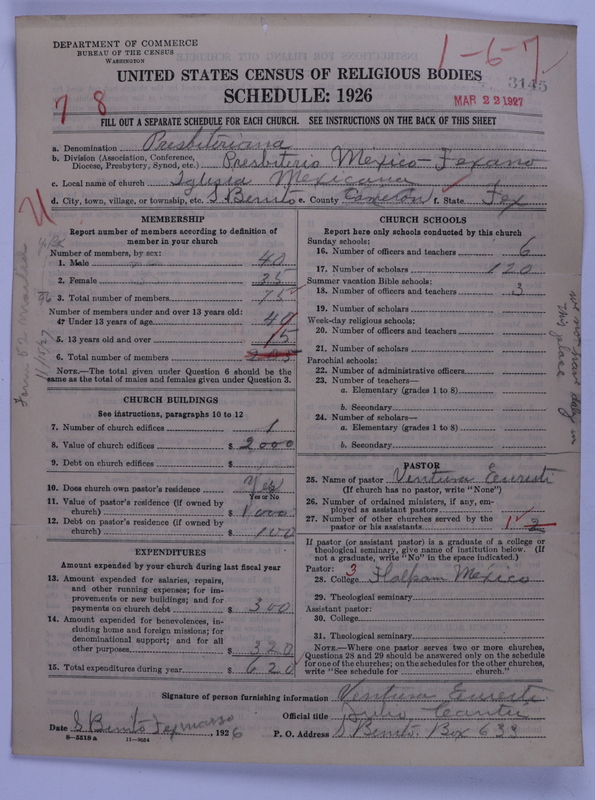 DEPARTMENT OF COMMERCE
BUREAU OF THE CENSUS
WASHINGTON
1-6-7
3145
UNITED STATES CENSUS OF RELIGIOUS BODIES
SCHEDULE: 1926
MAR 22 1927
7 8
FILL OUT A SEPARATE SCHEDULE FOR EACH CHURCH. SEE INSTRUCTIONS ON THE BACK OF THIS SHEET
a. Denomination Presbiteriana
b. Division (Association, Conference, Diocese, Presbytery, Synod, etc.) Presbiterio Mexico-Texano
c. Local name of church Iglesia Mexicana
d. City, town, village, or township, etc. S. Benito e. County Cameron f. State Tex
MEMBERSHIP
Report number of members according to definition of
member in your church
Number of members, by sex:
1. Male 40
2. Female 35
3. Total number of members 75
Number of members under and over 13 years old:
4. Under 13 years of age 40
5. 13 years old and over
6. Total number of members
NOTE.—The total given under Question 6 should be the
same as the total of males and females given under Question 3.
CHURCH BUILDINGS
See instructions, paragraphs 10 to 12
7. Number of church edifices 1
8. Value of church edifices $ 2000
9. Debt on church edifices $
10. Does church own pastor's residence Yes
Yes or No
11. Value of pastor's residence (if owned by
church) $ 1000
12. Debt on pastor's residence (if owned by
church) $ 100
EXPENDITURES
Amount expended by your church during last fiscal year
13. Amount expended for salaries, repairs,
and other running expenses; for im-
provements or new buildings; and for
payments on church debt $ 300
14. Amount expended for benevolences, in-
cluding home and foreign missions; for
denominational support; and for all
other purposes $ 320
15. Total expenditures during year $ 620
CHURCH SCHOOLS
Report here only schools conducted by this church
Sunday schools:
16. Number of officers and teachers 6
17. Number of scholars 120
Summer vacation Bible schools:
18. Number of officers and teachers 3
19. Number of scholars
Week-day religious schools:
20. Number of officers and teachers
21. Number of scholars
Parochial schools:
22. Number of administrative officers
23. Number of teachers—
a. Elementary (grades 1 to 8)
b. Secondary
24. Number of scholars—
a. Elementary (grades 1 to 8)
b. Secondary
PASTOR
25. Name of pastor Ventura Euresti
(If church has no pastor, write "None")
26. Number of ordained ministers, if any, em-
ployed as assistant pastors
27. Number of other churches served by the
pastor or his assistants 1 2
If pastor (or assistant pastor) is a graduate of a college or
theological seminary, give name of institution below. (If
not a graduate, write "No" in the space indicated.)
Pastor: 3
28. College Tlalpam Mexico
29. Theological seminary
Assistant pastor:
30. College
31. Theological seminary
NOTE.—Where one pastor serves two or more churches,
Questions 28 and 29 should be answered only on the schedule
for one of the churches; on the schedules for the other churches,
write "See schedule for church."
Signature of person furnishing information Ventura Euresti
Official title Julio Cantu
Date S. Benito Tex , 1926 P. O. Address S. Benito. Box 633
8-5518 a 11-9034